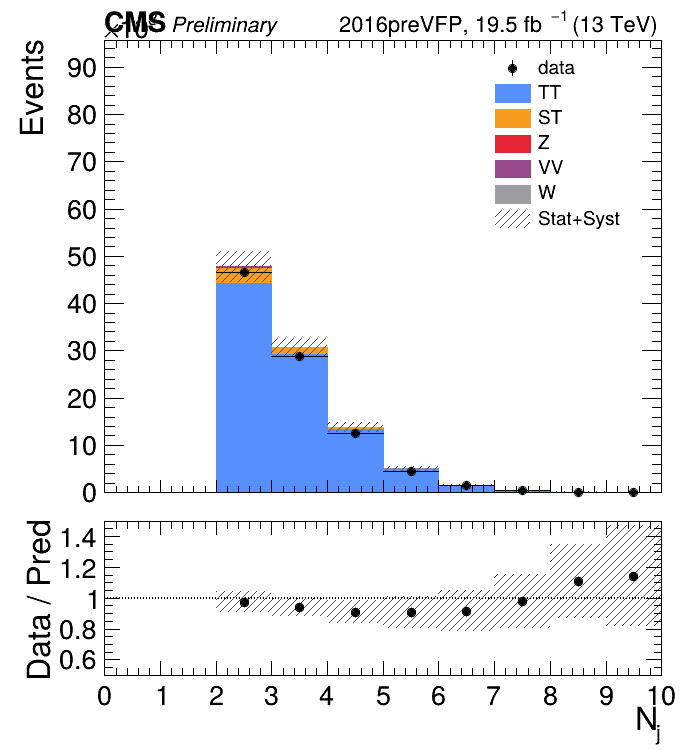 CMS Preliminary 2016preVFP, 19.5 fb⁻¹ (13 TeV)
Events
90
80
70
60
50
40
30
20
10
0
data
TT
ST
Z
VV
W
Stat+Syst
Data / Pred
1.4
1.2
1
0.8
0.6
0 1 2 3 4 5 6 7 8 9 10
Nj